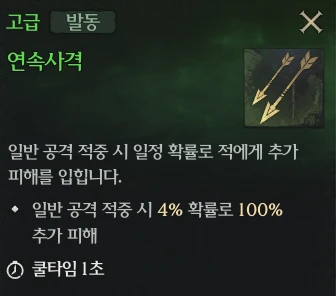 고급 발동
연속사격
일반 공격 적중 시 일정 확률로 적에게 추가
피해를 입힙니다.
◆ 일반 공격 적중 시 4% 확률로 100%
추가 피해
쿨타임 1초